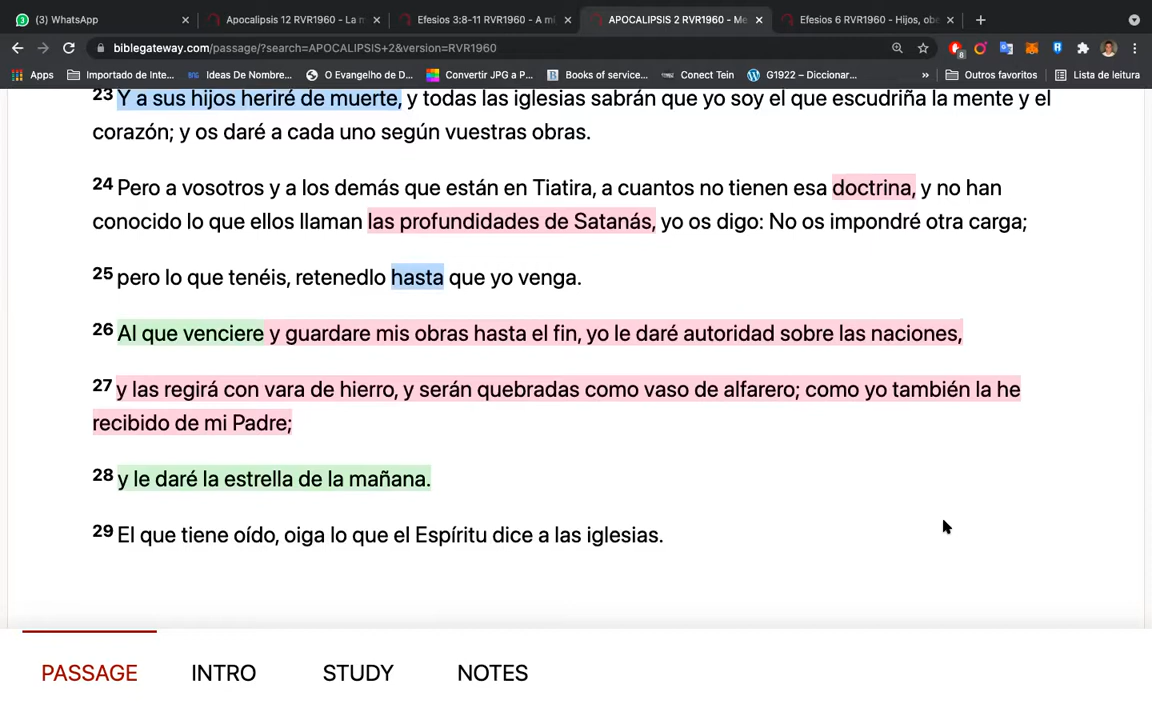 (3) WhatsApp
Apocalipsis 12 RVR1960 - La m
Efesios 3:8-11 RVR1960 - A mi
APOCALIPSIS 2 RVR1960 - Me
Efesios 6 RVR1960 - Hijos, obe
biblegateway.com/passage/?search=APOCALIPSIS+2&version=RVR1960
Apps
Importado de Inte...
Ideas De Nombre...
O Evangelho de D...
Convertir JPG a P...
Books of service...
Conect Tein
G1922 – Diccionar...
»
Outros favoritos
Lista de leitura
23 Y a sus hijos heriré de muerte, y todas las iglesias sabrán que yo soy el que escudriña la mente y el
corazón; y os daré a cada uno según vuestras obras.
24 Pero a vosotros y a los demás que están en Tiatira, a cuantos no tienen esa doctrina, y no han
conocido lo que ellos llaman las profundidades de Satanás, yo os digo: No os impondré otra carga;
25 pero lo que tenéis, retenedlo hasta que yo venga.
26 Al que venciere y guardare mis obras hasta el fin, yo le daré autoridad sobre las naciones,
27 y las regirá con vara de hierro, y serán quebradas como vaso de alfarero; como yo también la he
recibido de mi Padre;
28 y le daré la estrella de la mañana.
29 El que tiene oído, oiga lo que el Espíritu dice a las iglesias.
PASSAGE
INTRO
STUDY
NOTES